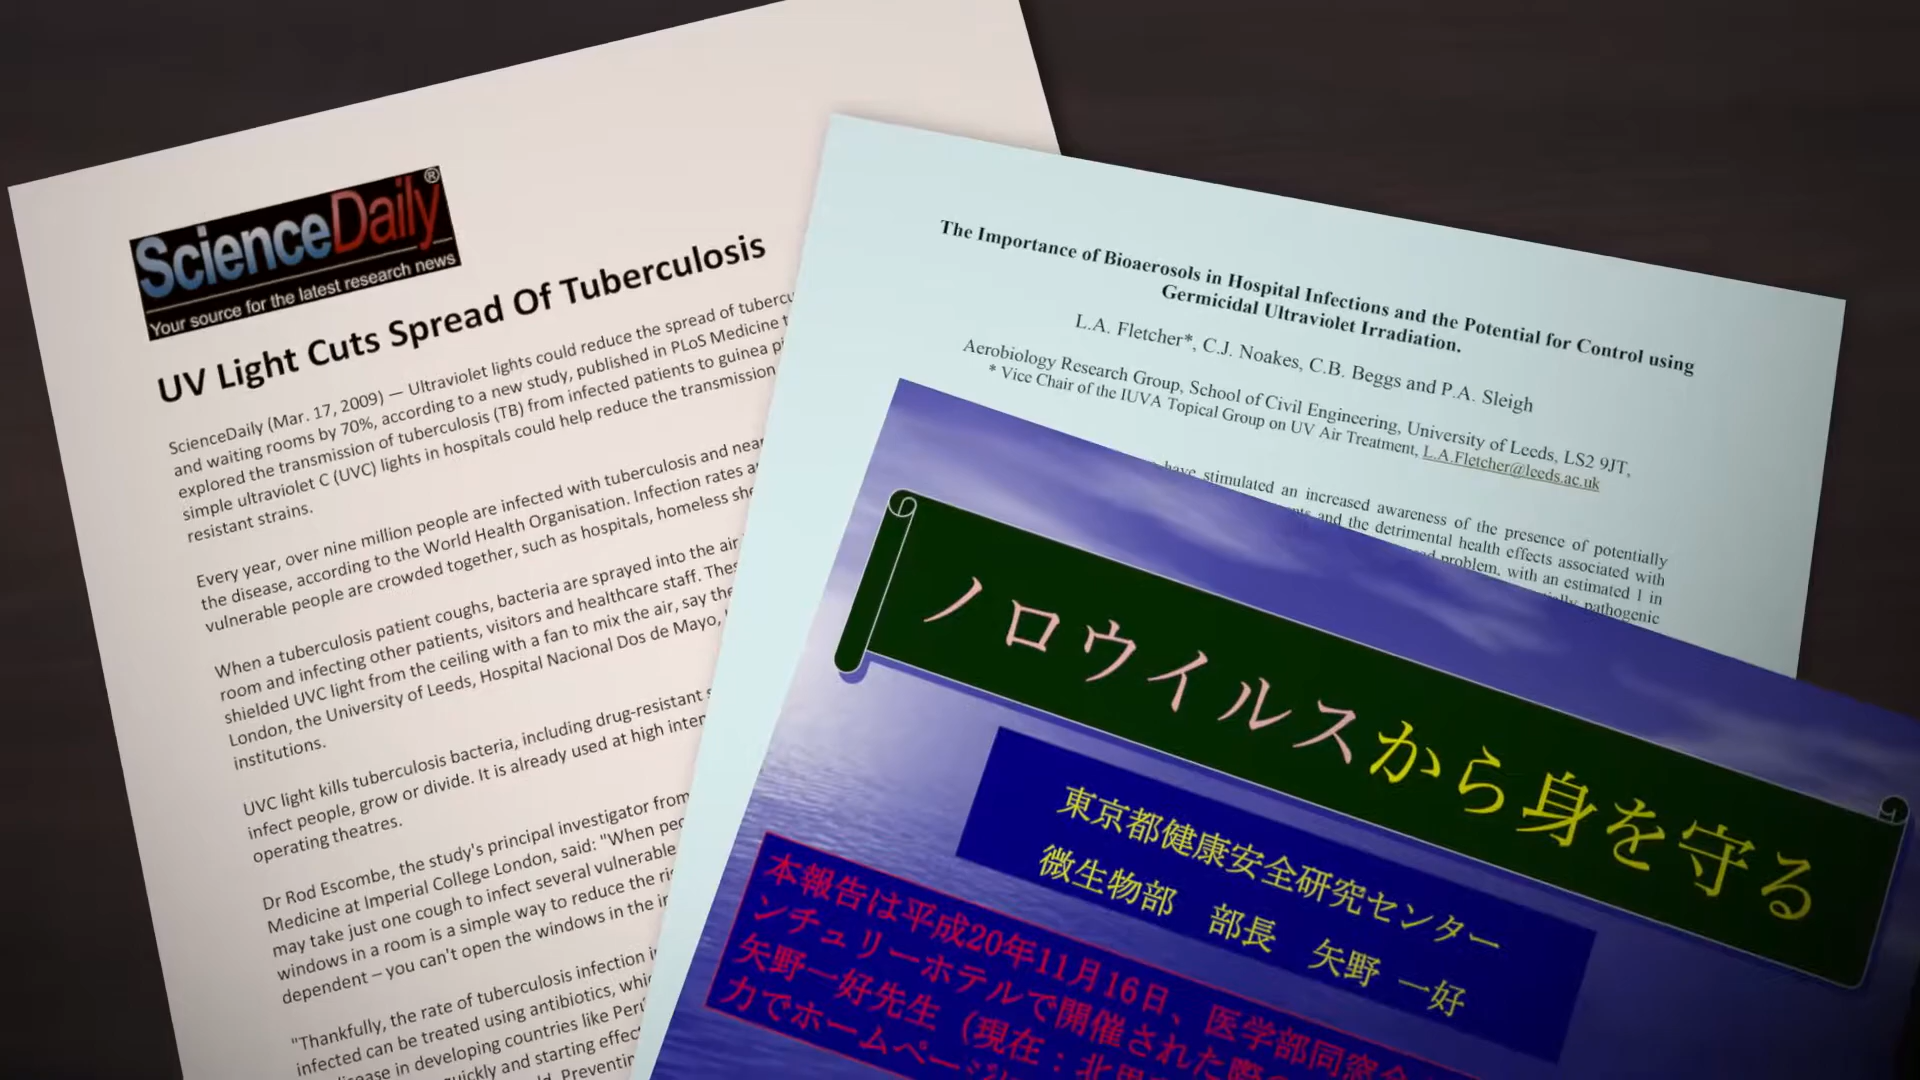 ScienceDaily®
Your source for the latest research news
UV Light Cuts Spread Of Tuberculosis
ScienceDaily (Mar. 17, 2009) — Ultraviolet lights could reduce the spread of
and waiting rooms by 70%, according to a new study, published in PLoS Medicine
explored the transmission of tuberculosis (TB) from infected patients to guinea
simple ultraviolet C (UVC) lights in hospitals could help reduce the transmission
resistant strains.
Every year, over nine million people are infected with tuberculosis and
the disease, according to the World Health Organisation. Infection rates
vulnerable people are crowded together, such as hospitals, homeless
When a tuberculosis patient coughs, bacteria are sprayed into the air
room and infecting other patients, visitors and healthcare staff.
shielded UVC light from the ceiling with a fan to mix the air, say
London, the University of Leeds, Hospital Nacional Dos de Mayo,
institutions.
UVC light kills tuberculosis bacteria, including drug-resistant
infect people, grow or divide. It is already used at high
operating theatres.
Dr Rod Escombe, the study's principal investigator from
Medicine at Imperial College London, said: "When
may take just one cough to infect several vulnerable
windows in a room is a simple way to reduce the
dependent – you can't open the windows in the
"Thankfully, the rate of tuberculosis infection
infected can be treated using antibiotics,
disease in developing countries like
quickly and starting
The Importance of Bioaerosols in Hospital Infections and the Potential for Control using
Germicidal Ultraviolet Irradiation.
L.A. Fletcher*, C.J. Noakes, C.B. Beggs and P.A. Sleigh
Aerobiology Research Group, School of Civil Engineering, University of Leeds, LS2 9JT,
* Vice Chair of the IUVA Topical Group on UV Air Treatment, L.A.Fletcher@leeds.ac.uk
have stimulated an increased awareness of the presence of potentially
and the detrimental health effects associated with
problem, with an estimated 1 in
pathogenic
ノロウイルスから身を守る
東京都健康安全研究センター
微生物部 部長 矢野 一好
本報告は平成20年11月16日、医学部同窓会
ンチュリーホテルで開催された際の
矢野一好先生（現在：北里
力でホームページ